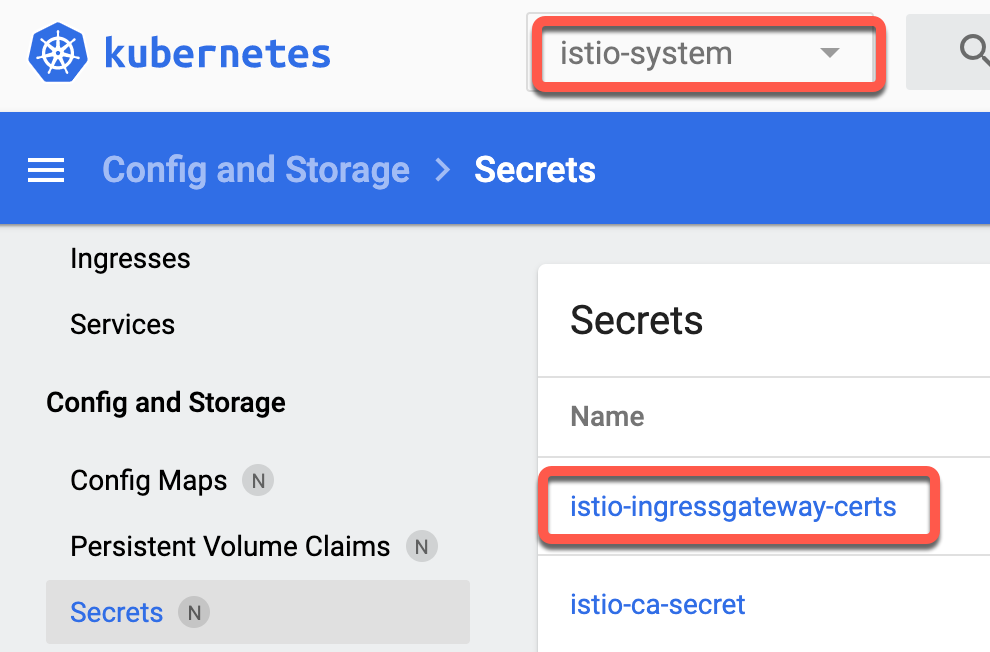 kubernetes
istio-system
Config and Storage > Secrets
Ingresses
Services
Config and Storage
Config Maps N
Persistent Volume Claims N
Secrets N
Secrets
Name
istio-ingressgateway-certs
istio-ca-secret